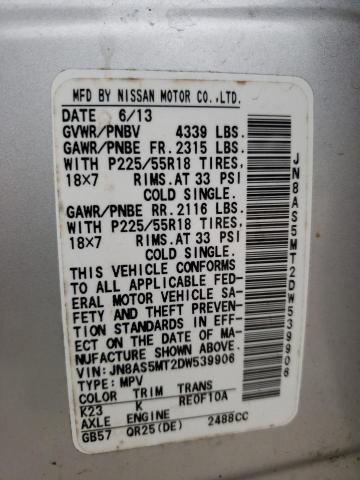 MFD BY NISSAN MOTOR CO.,LTD.
DATE 6/13
GVWR/PNBV 4339 LBS.
GAWR/PNBE FR. 2315 LBS.
WITH P225/55R18 TIRES,
18×7 RIMS. AT 33 PSI
COLD SINGLE.
GAWR/PNBE RR. 2116 LBS.
WITH P225/55R18 TIRES,
18×7 RIMS. AT 33 PSI
COLD SINGLE.
THIS VEHICLE CONFORMS
TO ALL APPLICABLE FED-
ERAL MOTOR VEHICLE SA-
FETY AND THEFT PREVEN-
TION STANDARDS IN EFF-
ECT ON THE DATE OF MA-
NUFACTURE SHOWN ABOVE.
VIN: JN8AS5MT2DW539906
TYPE: MPV
COLOR TRIM TRANS
K23 K RE0F10A
AXLE ENGINE
GB57 QR25(DE) 2488CC
JN8AS5MT2DW539906